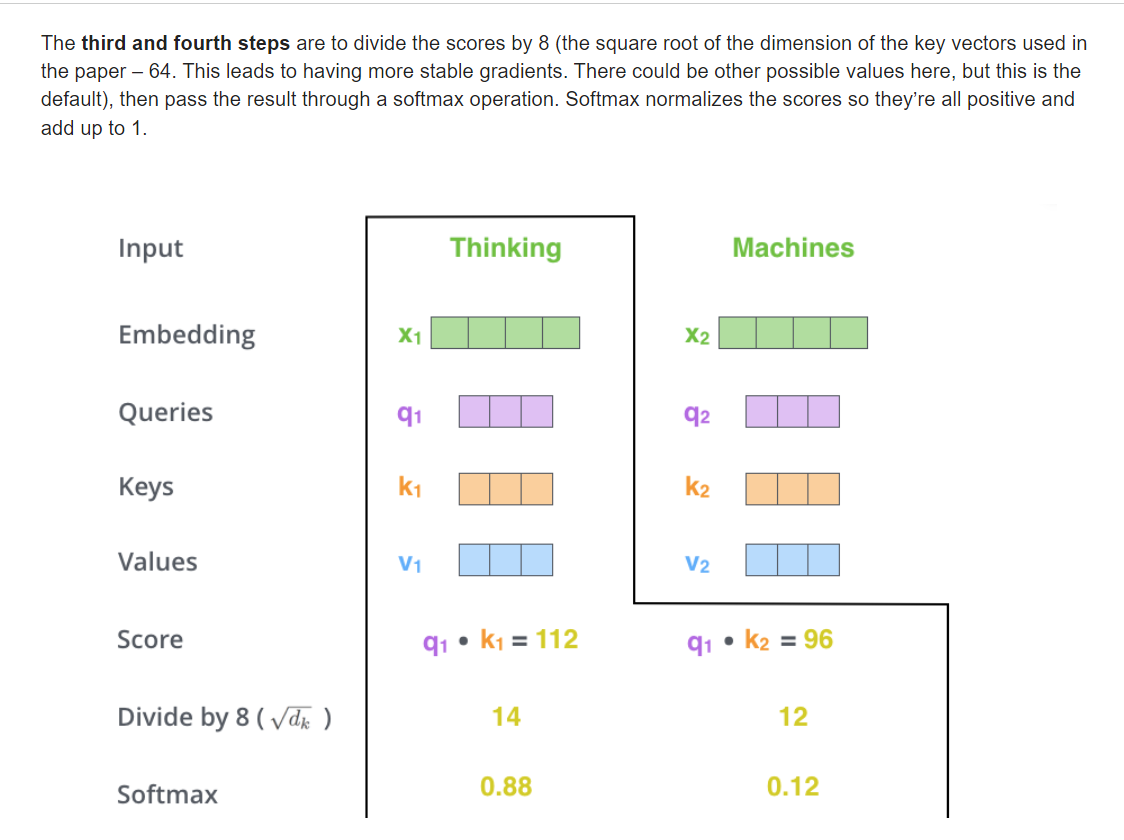 The third and fourth steps are to divide the scores by 8 (the square root of the dimension of the key vectors used in
the paper – 64. This leads to having more stable gradients. There could be other possible values here, but this is the
default), then pass the result through a softmax operation. Softmax normalizes the scores so they’re all positive and
add up to 1.
Input Thinking Machines
Embedding x₁ x₂
Queries q₁ q₂
Keys k₁ k₂
Values v₁ v₂
Score q₁ • k₁ = 112 q₁ • k₂ = 96
Divide by 8 ( √dₖ ) 14 12
Softmax 0.88 0.12